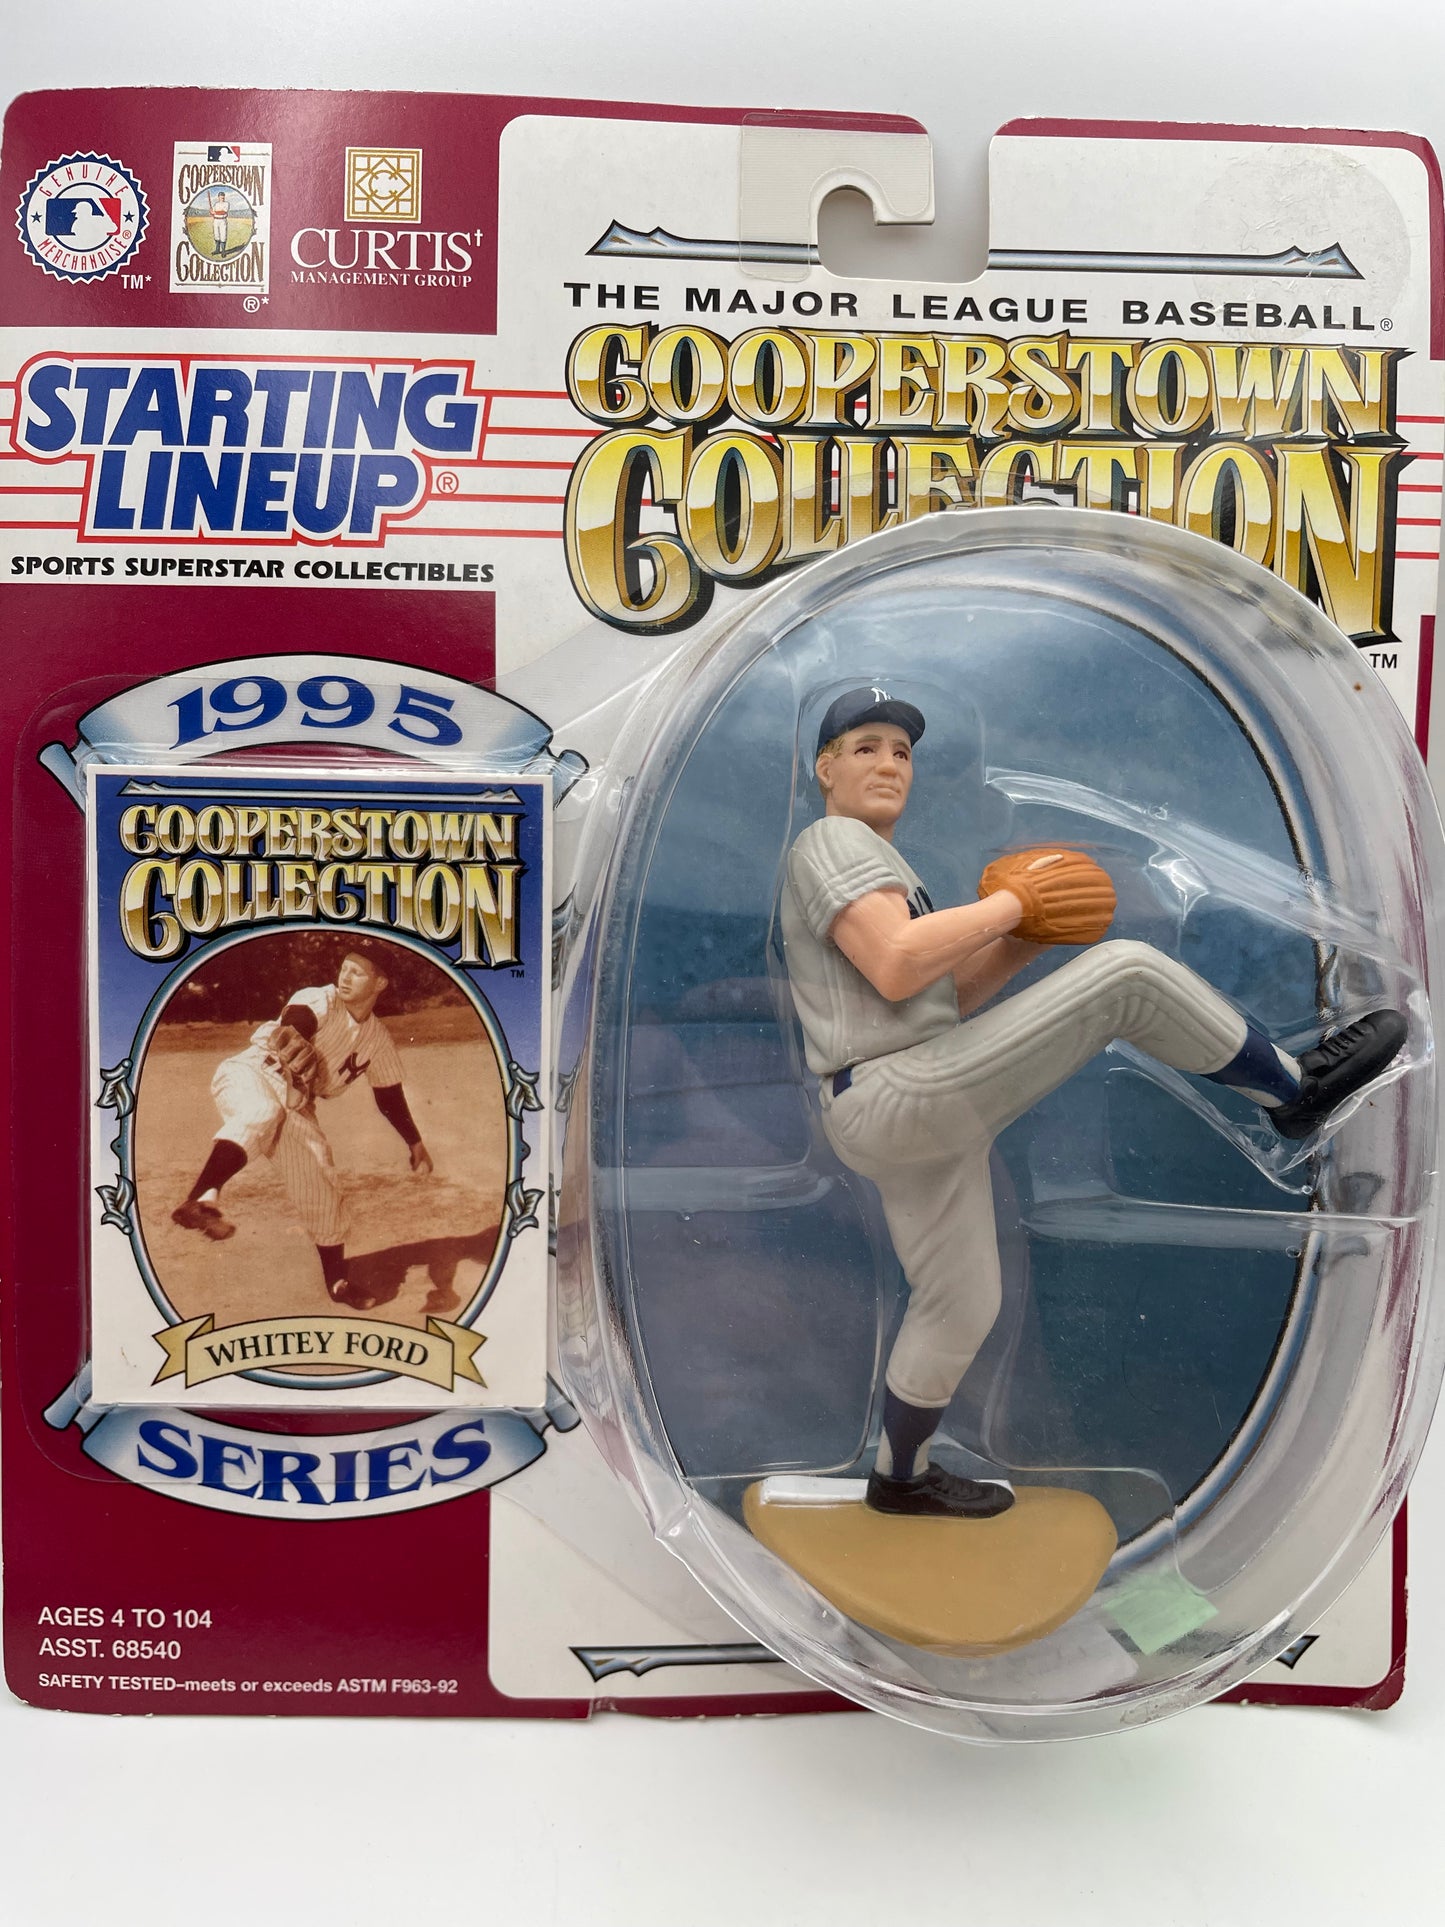 GENUINE
MERCHANDISE®
TM*
COOPERSTOWN
COLLECTION
®*
CURTIS†
MANAGEMENT GROUP
THE MAJOR LEAGUE BASEBALL®
COOPERSTOWN
COLLECTION
TM
STARTING
LINEUP®
SPORTS SUPERSTAR COLLECTIBLES
1995
COOPERSTOWN
COLLECTION
TM
NY
WHITEY FORD
SERIES
NY
AGES 4 TO 104
ASST. 68540
SAFETY TESTED–meets or exceeds ASTM F963-92